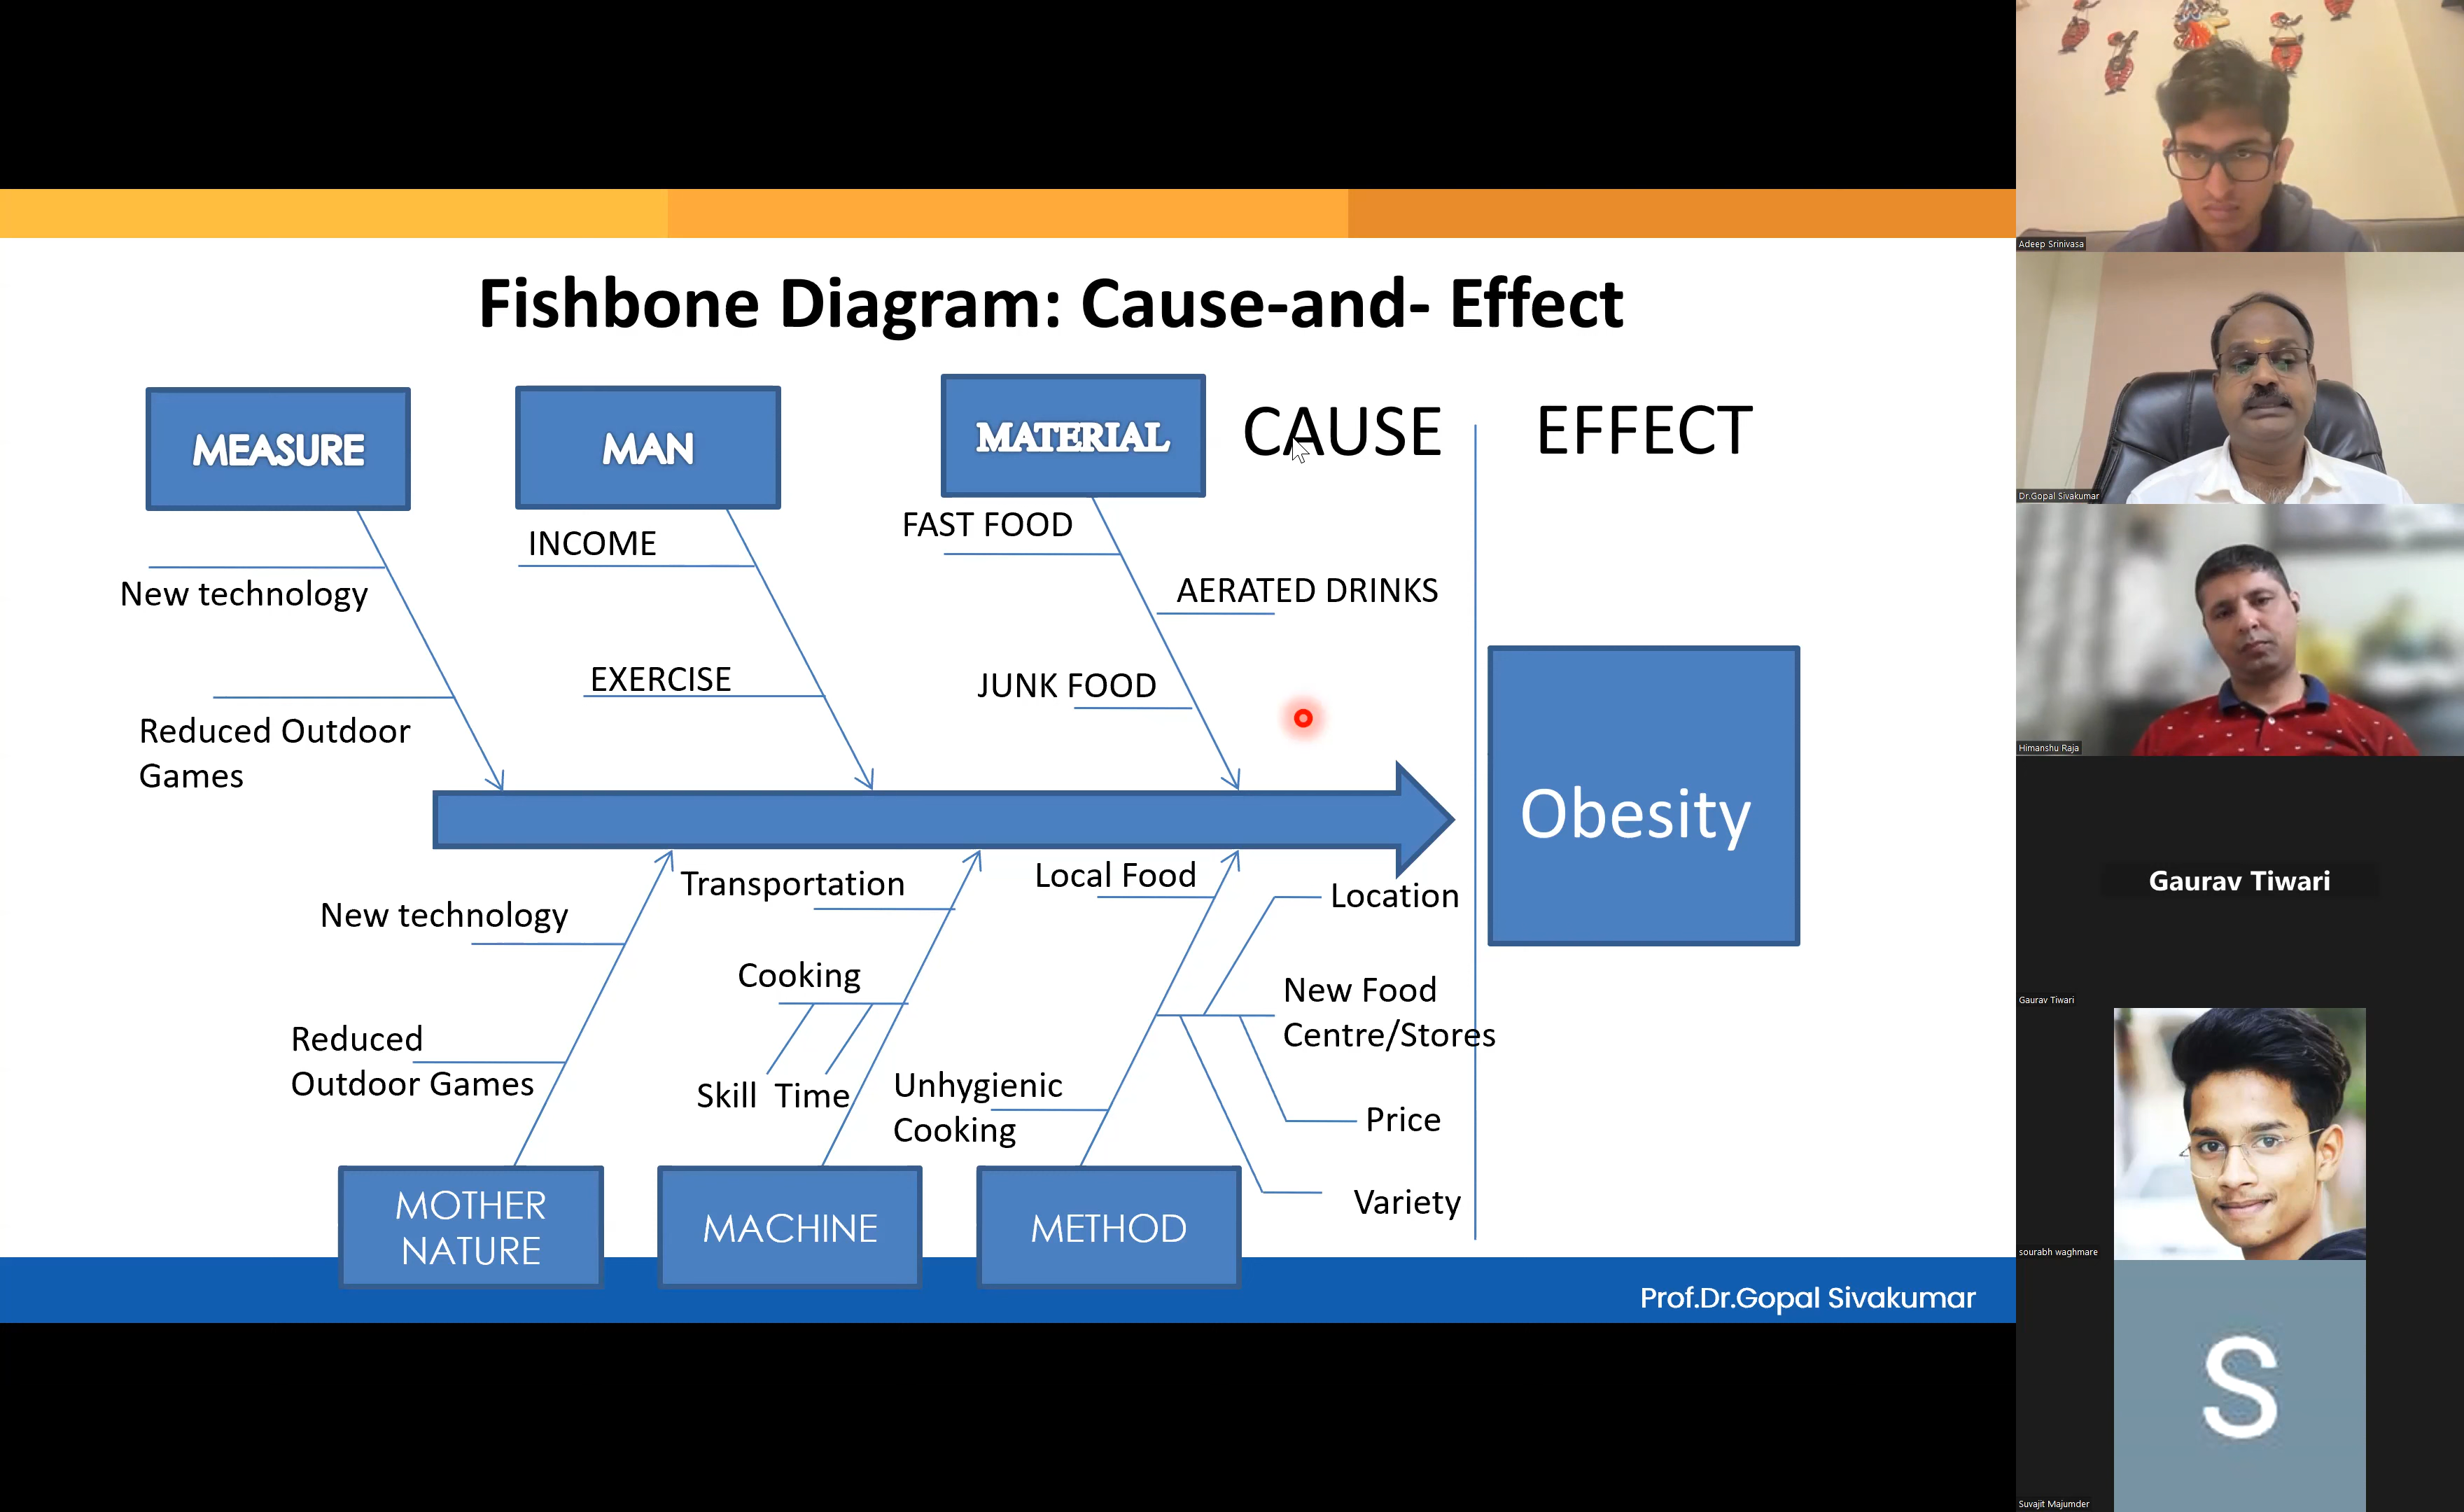 Fishbone Diagram: Cause-and- Effect
MEASURE
MAN
MATERIAL
CAUSE
EFFECT
New technology
Reduced Outdoor
Games
INCOME
EXERCISE
FAST FOOD
AERATED DRINKS
JUNK FOOD
Obesity
New technology
Reduced
Outdoor Games
Transportation
Cooking
Skill Time
Local Food
Location
New Food
Centre/Stores
Unhygienic
Cooking
Price
Variety
MOTHER
NATURE
MACHINE
METHOD
Prof.Dr.Gopal Sivakumar
Adeep Srinivasa
Dr.Gopal Sivakumar
Himanshu Raja
Gaurav Tiwari
Gaurav Tiwari
sourabh waghmare
S
Suvajit Majumder